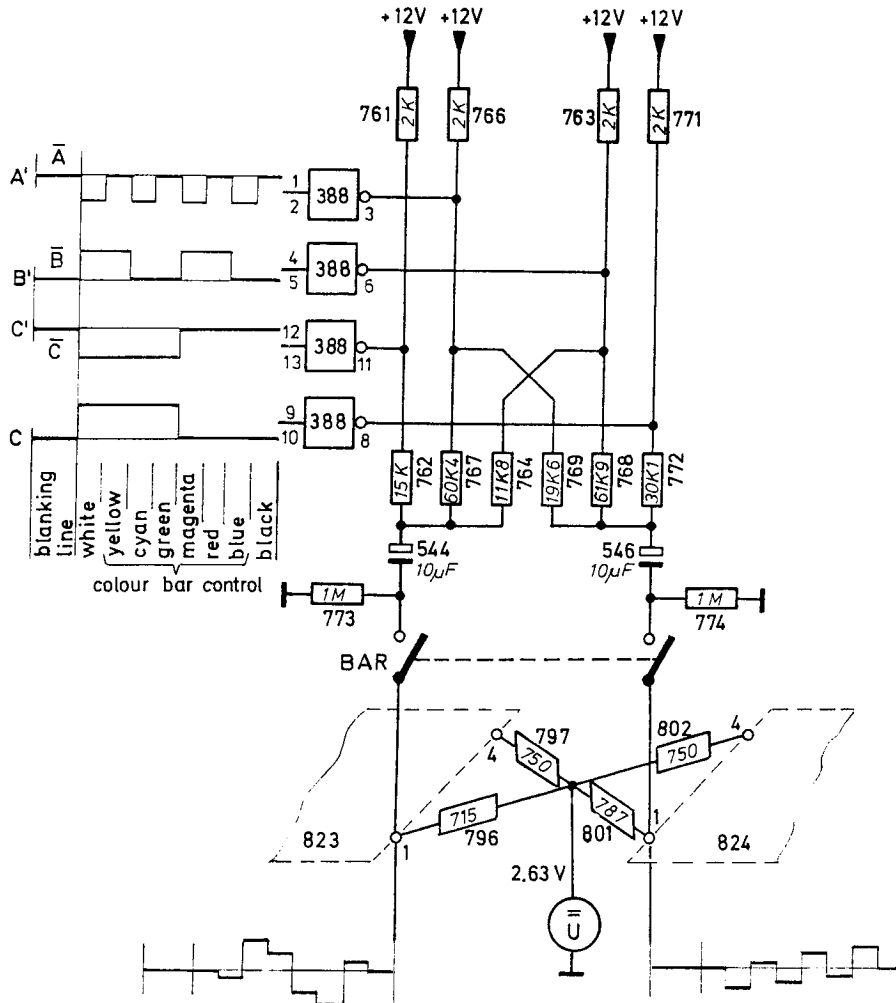 +12V +12V +12V +12V
761 2K 2K 766 763 2K 2K 771
A̅
A' 1 388
2 3
B̅ 4 388
B' 5 6
C' 12 388
C̅ 13 11
9 388
C 10 8
15K 762 60K4 767 11K8 764 19K6 769 61K9 768 30K1 772
blanking line
white
yellow
cyan
green
magenta
red
blue
black
colour bar control
544 546
10µF 10µF
1M 1M
773 774
BAR
797 802 4
4 750 750
715 787 1
823 796 801 824
1
2.63 V
U